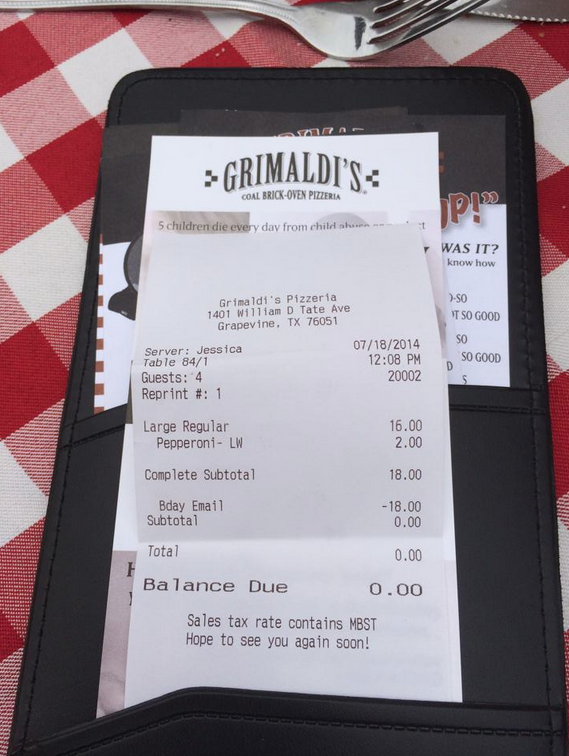 GRIMALDI'S
COAL BRICK-OVEN PIZZERIA
UP!"
5 children die every day from child abuse
WAS IT?
know how
SO GOOD
SO
SO GOOD
Grimaldi's Pizzeria
1401 William D Tate Ave
Grapevine, TX 76051
Server: Jessica 07/18/2014
Table 84/1 12:08 PM
Guests: 4 20002
Reprint #: 1
Large Regular 16.00
Pepperoni- LW 2.00
Complete Subtotal 18.00
Bday Email -18.00
Subtotal 0.00
Total 0.00
Balance Due 0.00
Sales tax rate contains MBST
Hope to see you again soon!